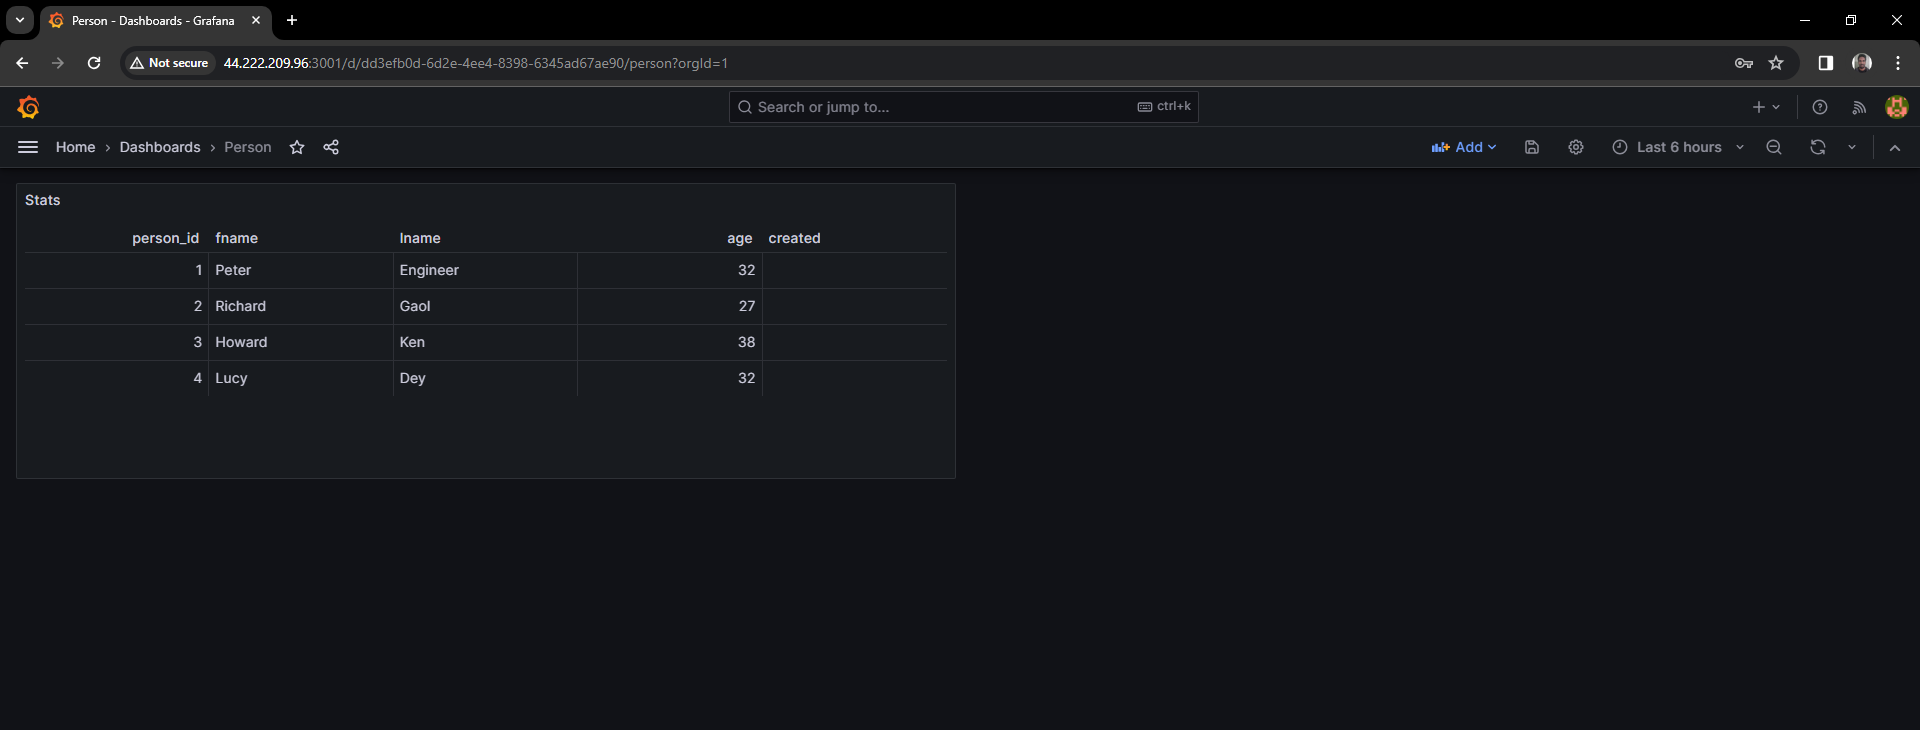 Person - Dashboards - Grafana
Not secure 44.222.209.96:3001/d/dd3efb0d-6d2e-4ee4-8398-6345ad67ae90/person?orgId=1
Search or jump to... ctrl+k
Home › Dashboards › Person Add Last 6 hours
Stats
person_id fname lname age created
1 Peter Engineer 32
2 Richard Gaol 27
3 Howard Ken 38
4 Lucy Dey 32